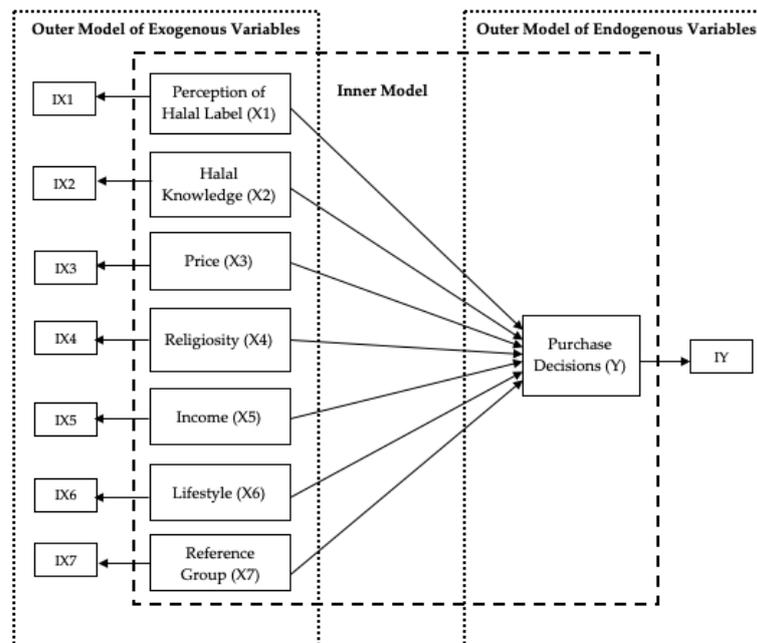 Outer Model of Exogenous Variables
Outer Model of Endogenous Variables
Inner Model
IX1
Perception of
Halal Label (X1)
IX2
Halal
Knowledge (X2)
IX3
Price (X3)
IX4
Religiosity (X4)
Purchase
Decisions (Y)
IY
IX5
Income (X5)
IX6
Lifestyle (X6)
IX7
Reference
Group (X7)